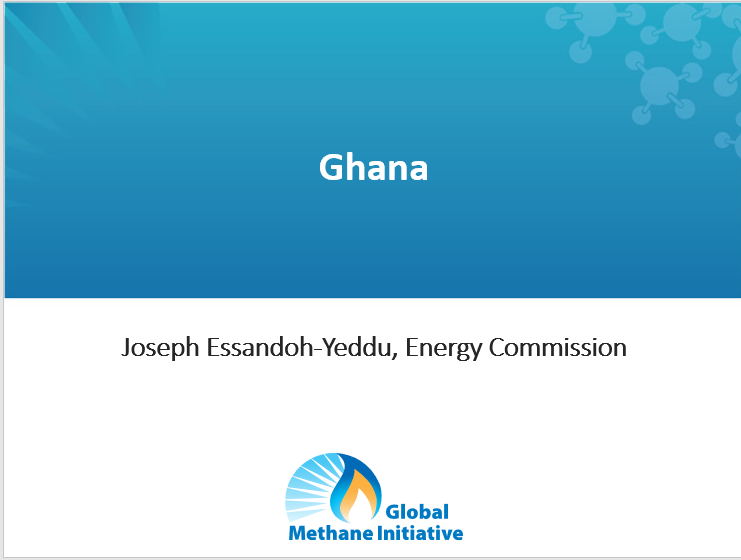 Ghana
Joseph Essandoh-Yeddu, Energy Commission
Global
Methane Initiative